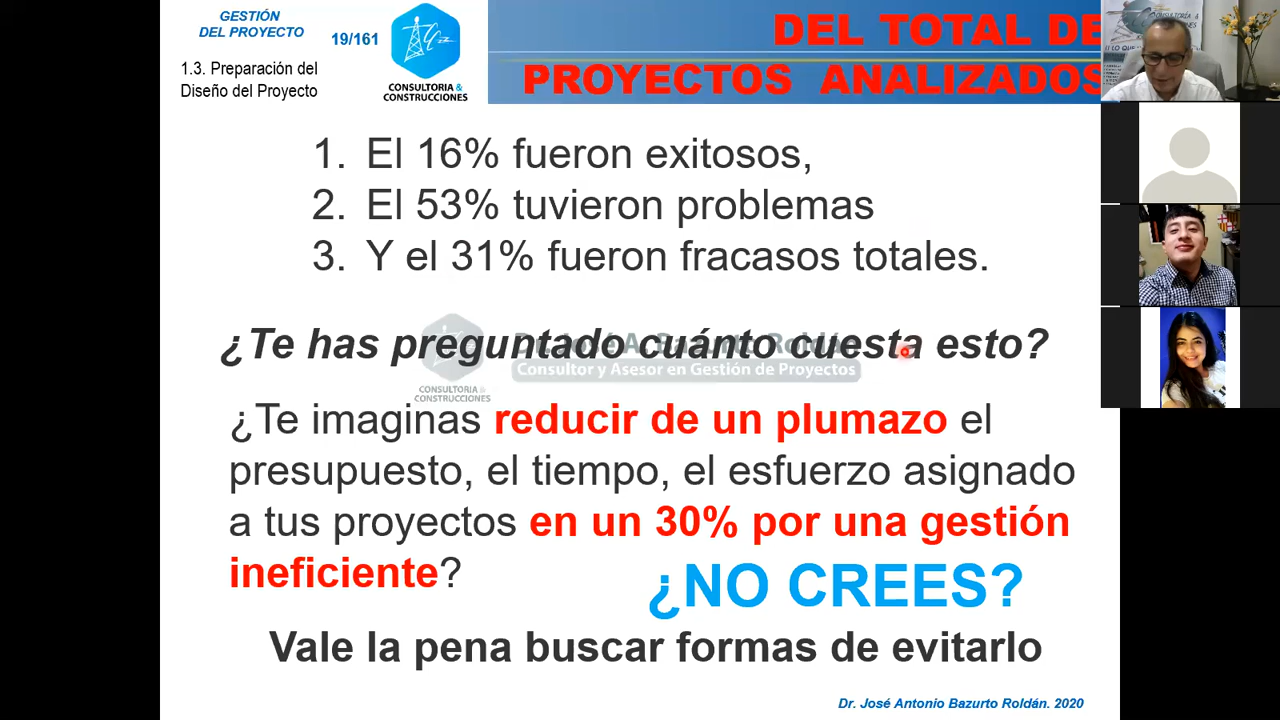 GESTIÓN
DEL PROYECTO
19/161
1.3. Preparación del
Diseño del Proyecto
CONSULTORIA &
CONSTRUCCIONES
DEL TOTAL DE
PROYECTOS ANALIZADOS
1. El 16% fueron exitosos,
2. El 53% tuvieron problemas
3. Y el 31% fueron fracasos totales.
¿Te has preguntado cuánto cuesta esto?
Dr. José A. Bazurto Roldán
Consultor y Asesor en Gestión de Proyectos
CONSULTORIA &
CONSTRUCCIONES
¿Te imaginas reducir de un plumazo el
presupuesto, el tiempo, el esfuerzo asignado
a tus proyectos en un 30% por una gestión
ineficiente?
¿NO CREES?
Vale la pena buscar formas de evitarlo
Dr. José Antonio Bazurto Roldán. 2020